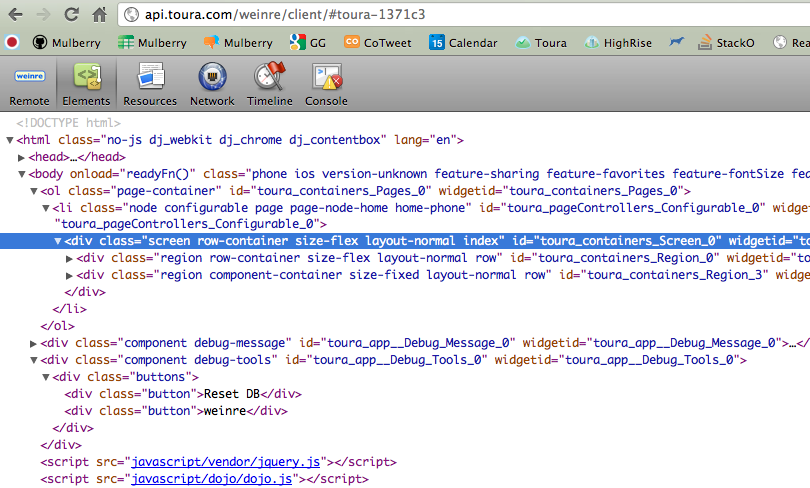 api.toura.com/weinre/client/#toura-1371c3
Mulberry Mulberry Mulberry GG CO CoTweet 15 Calendar Toura HighRise StackO Rea
weinre
Remote Elements Resources Network Timeline Console
<!DOCTYPE html>
▼<html class="no-js dj_webkit dj_chrome dj_contentbox" lang="en">
▶<head>…</head>
▼<body onload="readyFn()" class="phone ios version-unknown feature-sharing feature-favorites feature-fontSize fea
▼<ol class="page-container" id="toura_containers_Pages_0" widgetid="toura_containers_Pages_0">
▼<li class="node configurable page page-node-home home-phone" id="toura_pageControllers_Configurable_0" widgetid=
"toura_pageControllers_Configurable_0">
▼<div class="screen row-container size-flex layout-normal index" id="toura_containers_Screen_0" widgetid="to
▶<div class="region row-container size-flex layout-normal row" id="toura_containers_Region_0" widgetid="to
▶<div class="region component-container size-fixed layout-normal row" id="toura_containers_Region_3" widget
</div>
</li>
</ol>
▶<div class="component debug-message" id="toura_app__Debug_Message_0" widgetid="toura_app__Debug_Message_0">…</
▼<div class="component debug-tools" id="toura_app__Debug_Tools_0" widgetid="toura_app__Debug_Tools_0">
▼<div class="buttons">
<div class="button">Reset DB</div>
<div class="button">weinre</div>
</div>
</div>
<script src="javascript/vendor/jquery.js"></script>
<script src="javascript/dojo/dojo.js"></script>